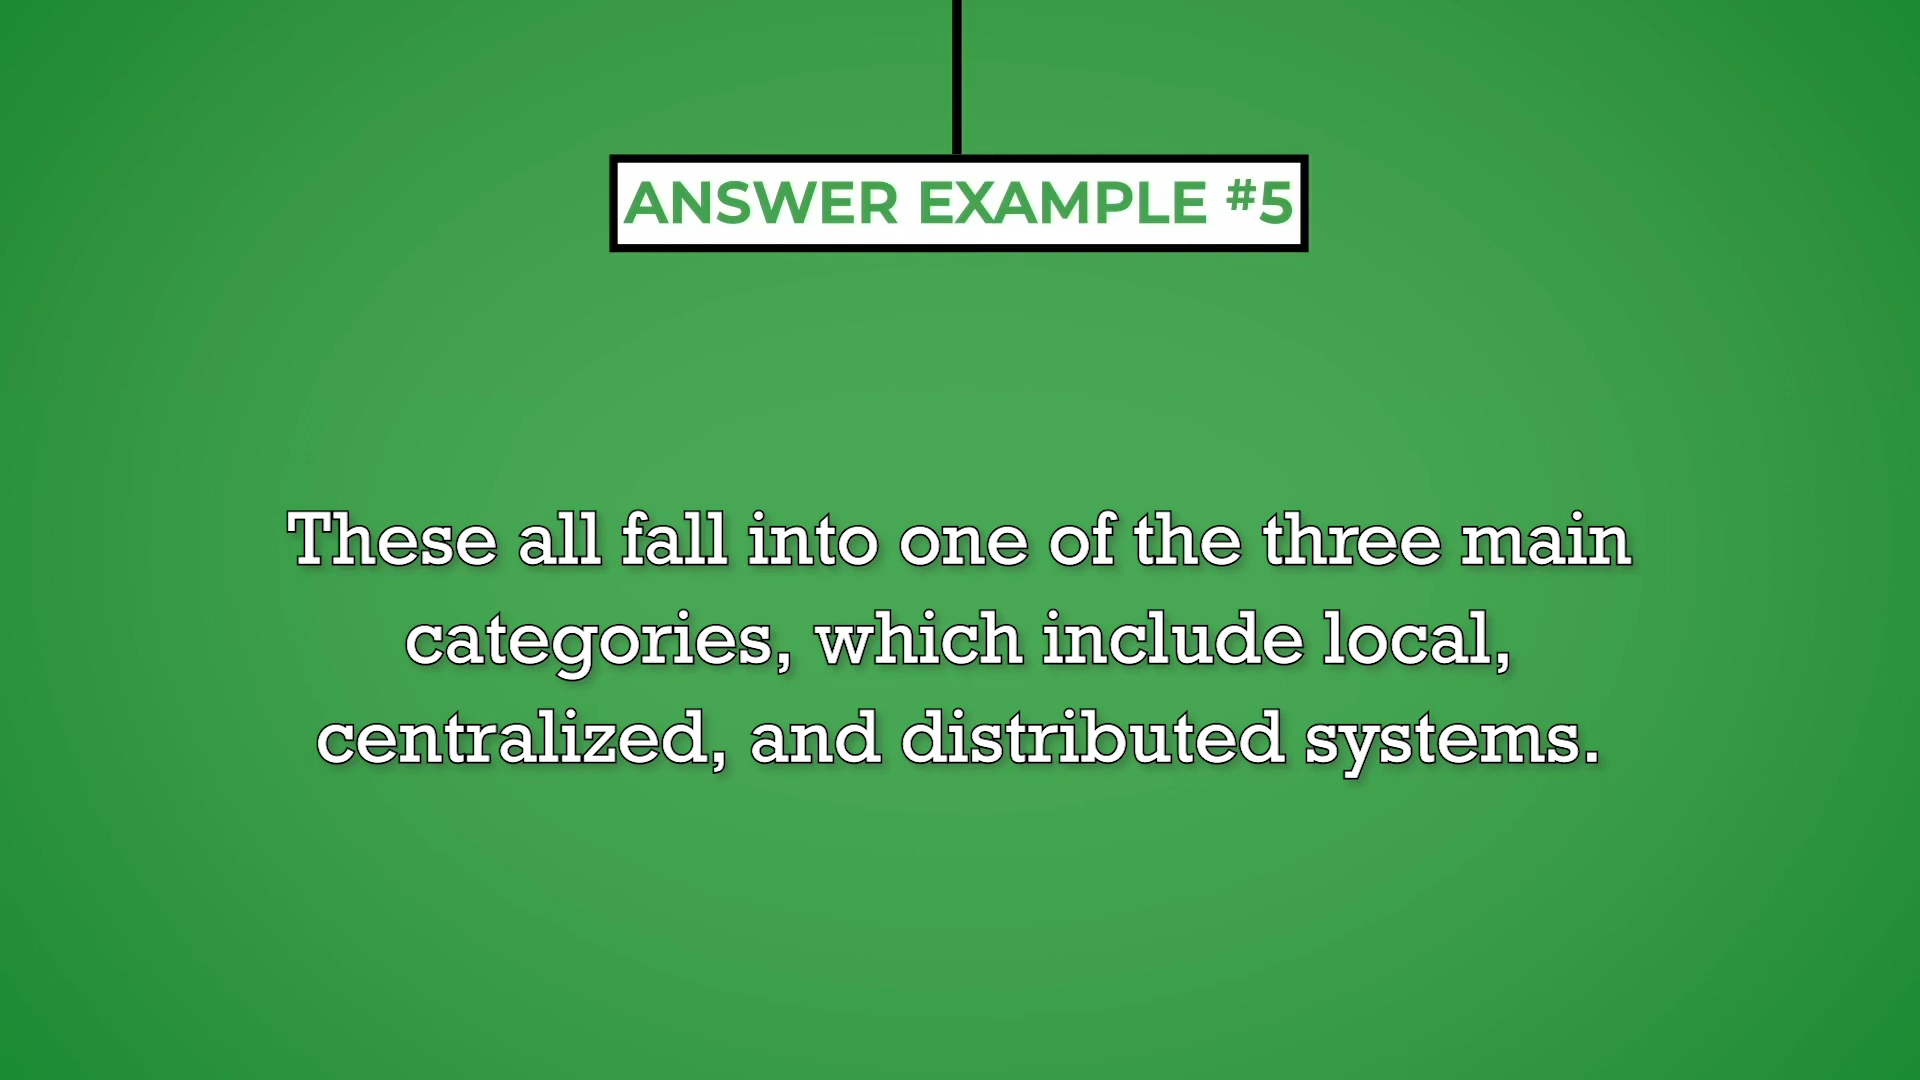 ANSWER EXAMPLE #5
These all fall into one of the three main
categories, which include local,
centralized, and distributed systems.